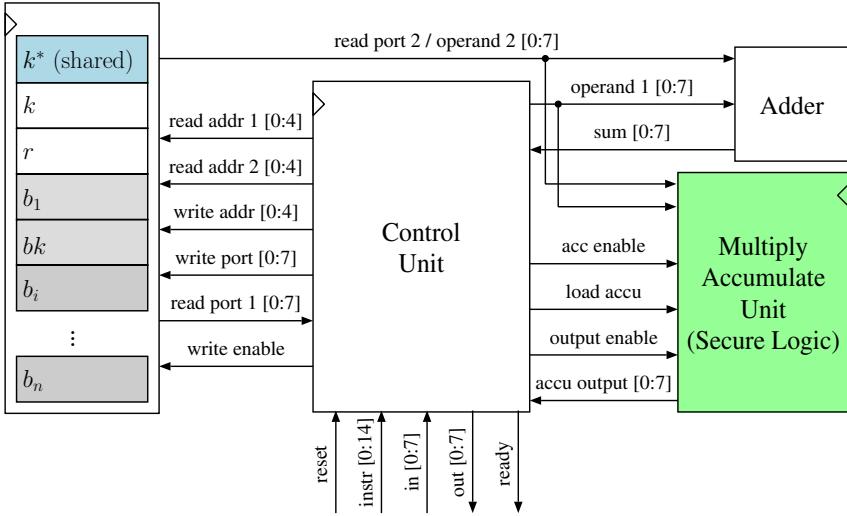 k* (shared)
k
r
b₁
bk
bᵢ
⋮
bₙ
read port 2 / operand 2 [0:7]
read addr 1 [0:4]
read addr 2 [0:4]
write addr [0:4]
write port [0:7]
read port 1 [0:7]
write enable
Control
Unit
operand 1 [0:7]
sum [0:7]
Adder
acc enable
load accu
output enable
accu output [0:7]
Multiply
Accumulate
Unit
(Secure Logic)
reset
instr [0:14]
in [0:7]
out [0:7]
ready